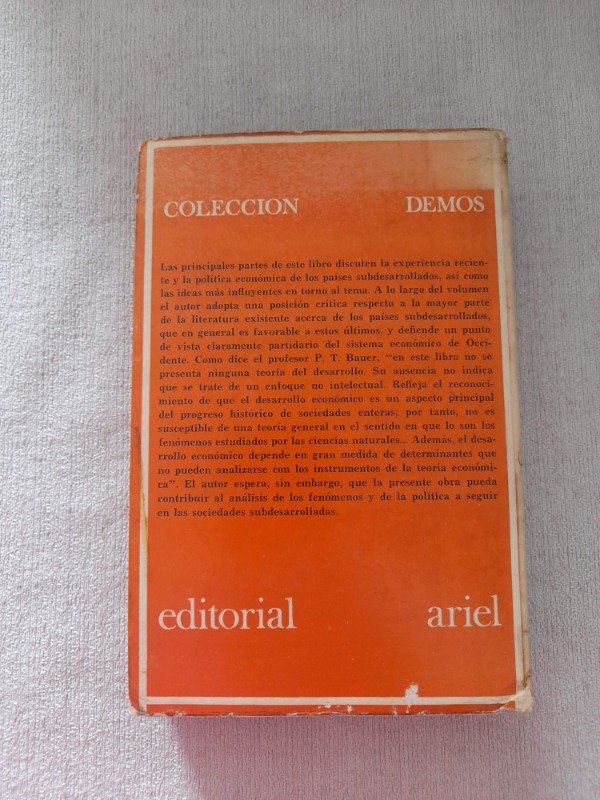 COLECCION DEMOS
Las principales partes de este libro discuten la experiencia recien-
te y la política económica de los países subdesarrollados, así como
las ideas más influyentes en torno al tema. A lo largo del volumen
el autor adopta una posición crítica respecto a la mayor parte
de la literatura existente acerca de los países subdesarrollados,
que en general es favorable a estos últimos, y defiende un punto
de vista claramente partidario del sistema económico de Occi-
dente. Como dice el profesor P. T. Bauer, "en este libro no se
presenta ninguna teoría del desarrollo. Su ausencia no indica
que se trate de un enfoque no intelectual. Refleja el reconoci-
miento de que el desarrollo económico es un aspecto principal
del progreso histórico de sociedades enteras; por tanto, no es
susceptible de una teoría general en el sentido en que lo son los
fenómenos estudiados por las ciencias naturales... Además, el desa-
rrollo económico depende en gran medida de determinantes que
no pueden analizarse con los instrumentos de la teoría económi-
ca". El autor espera, sin embargo, que la presente obra pueda
contribuir al análisis de los fenómenos y de la política a seguir
en las sociedades subdesarrolladas.
editorial ariel